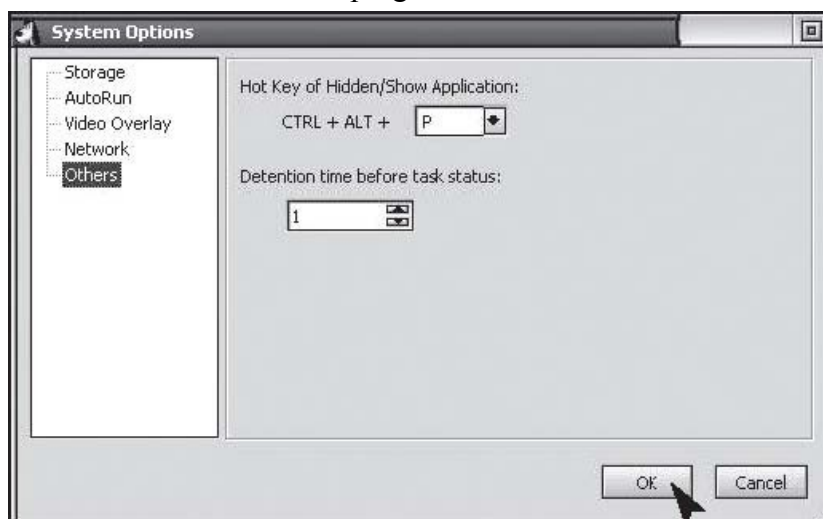 System Options
Storage
AutoRun
Video Overlay
Network
Others
Hot Key of Hidden/Show Application:
CTRL + ALT + P
Detention time before task status:
1
OK
Cancel